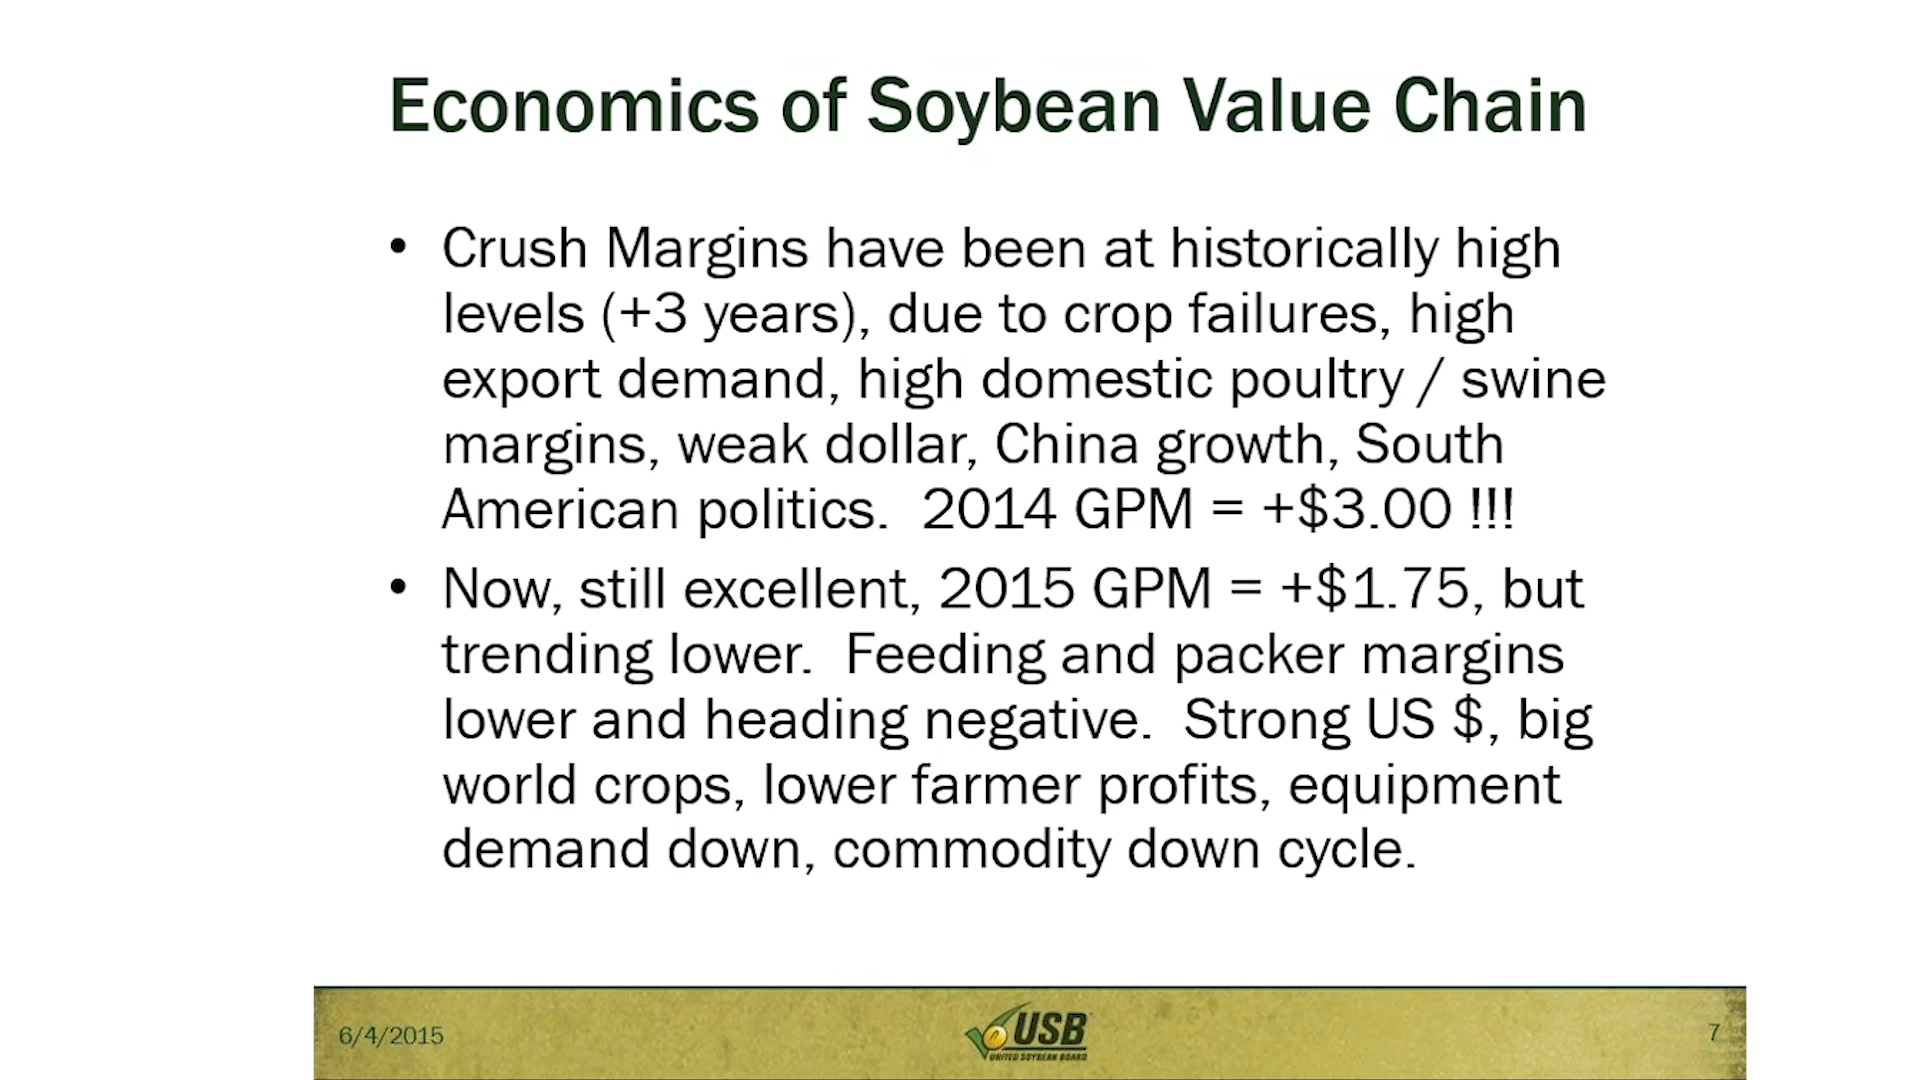 Economics of Soybean Value Chain
• Crush Margins have been at historically high
levels (+3 years), due to crop failures, high
export demand, high domestic poultry / swine
margins, weak dollar, China growth, South
American politics.  2014 GPM = +$3.00 !!!
• Now, still excellent, 2015 GPM = +$1.75, but
trending lower.  Feeding and packer margins
lower and heading negative.  Strong US $, big
world crops, lower farmer profits, equipment
demand down, commodity down cycle.
6/4/2015
USB
UNITED SOYBEAN BOARD
7